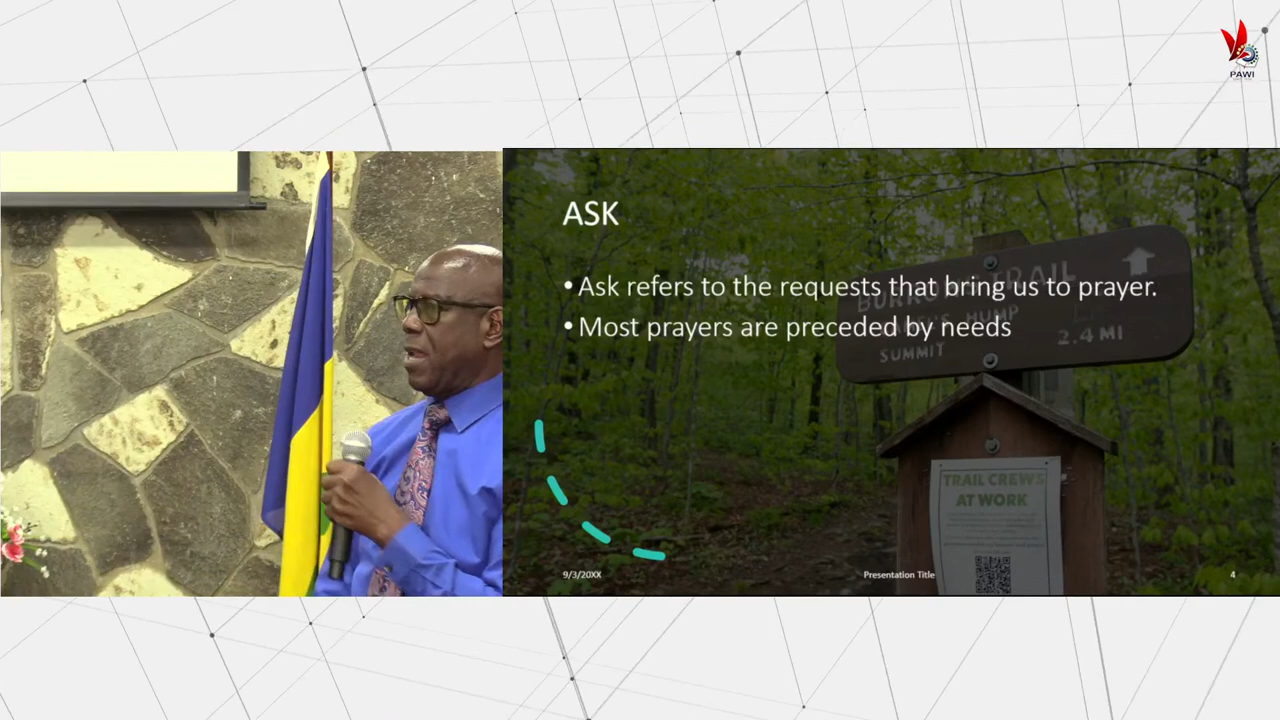 PAWI
ASK
• Ask refers to the requests that bring us to prayer.
• Most prayers are preceded by needs
TRAIL
HUMP
SUMMIT
2.4 MI
TRAIL CREWS
AT WORK
9/3/20XX
Presentation Title
4